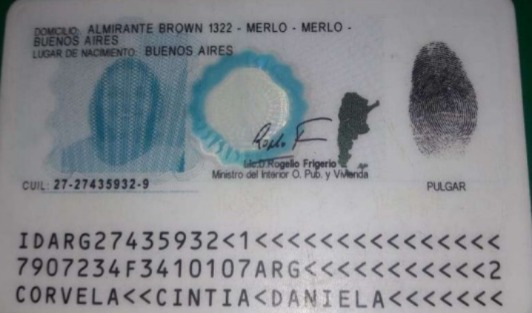 DOMICILIO: ALMIRANTE BROWN 1322 - MERLO - MERLO -
BUENOS AIRES
LUGAR DE NACIMIENTO: BUENOS AIRES
Lic. Rogelio Frigerio
Ministro del Interior O. Pub. y Vivienda
CUIL: 27-27435932-9
PULGAR
IDARG27435932<1<<<<<<<<<<<<<<<
7907234F3410107ARG<<<<<<<<<<<2
CORVELA<<CINTIA<DANIELA<<<<<<<